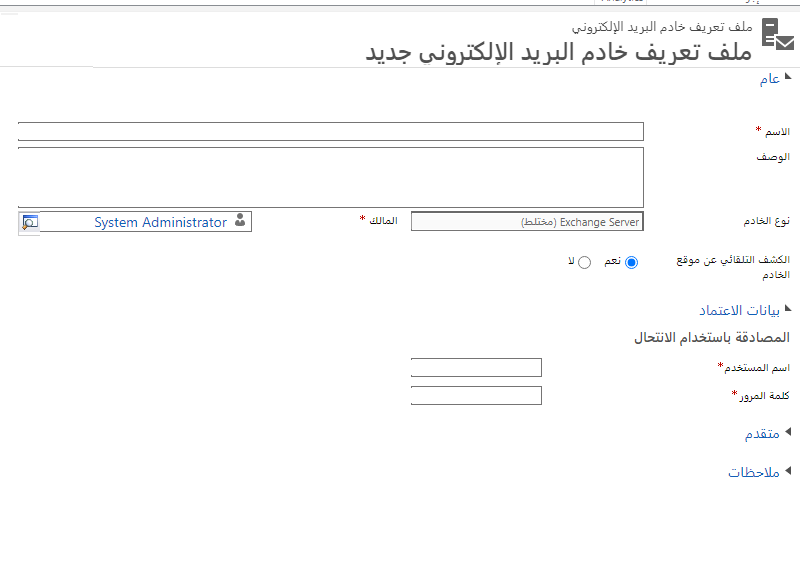 ملف تعريف خادم البريد الإلكتروني
ملف تعريف خادم البريد الإلكتروني جديد
عام
الاسم *
الوصف
نوع الخادم
Exchange Server (مختلط)
المالك *
System Administrator
الكشف التلقائي عن موقع
الخادم
نعم
لا
بيانات الاعتماد
المصادقة باستخدام الانتحال
اسم المستخدم*
كلمة المرور*
متقدم
ملاحظات